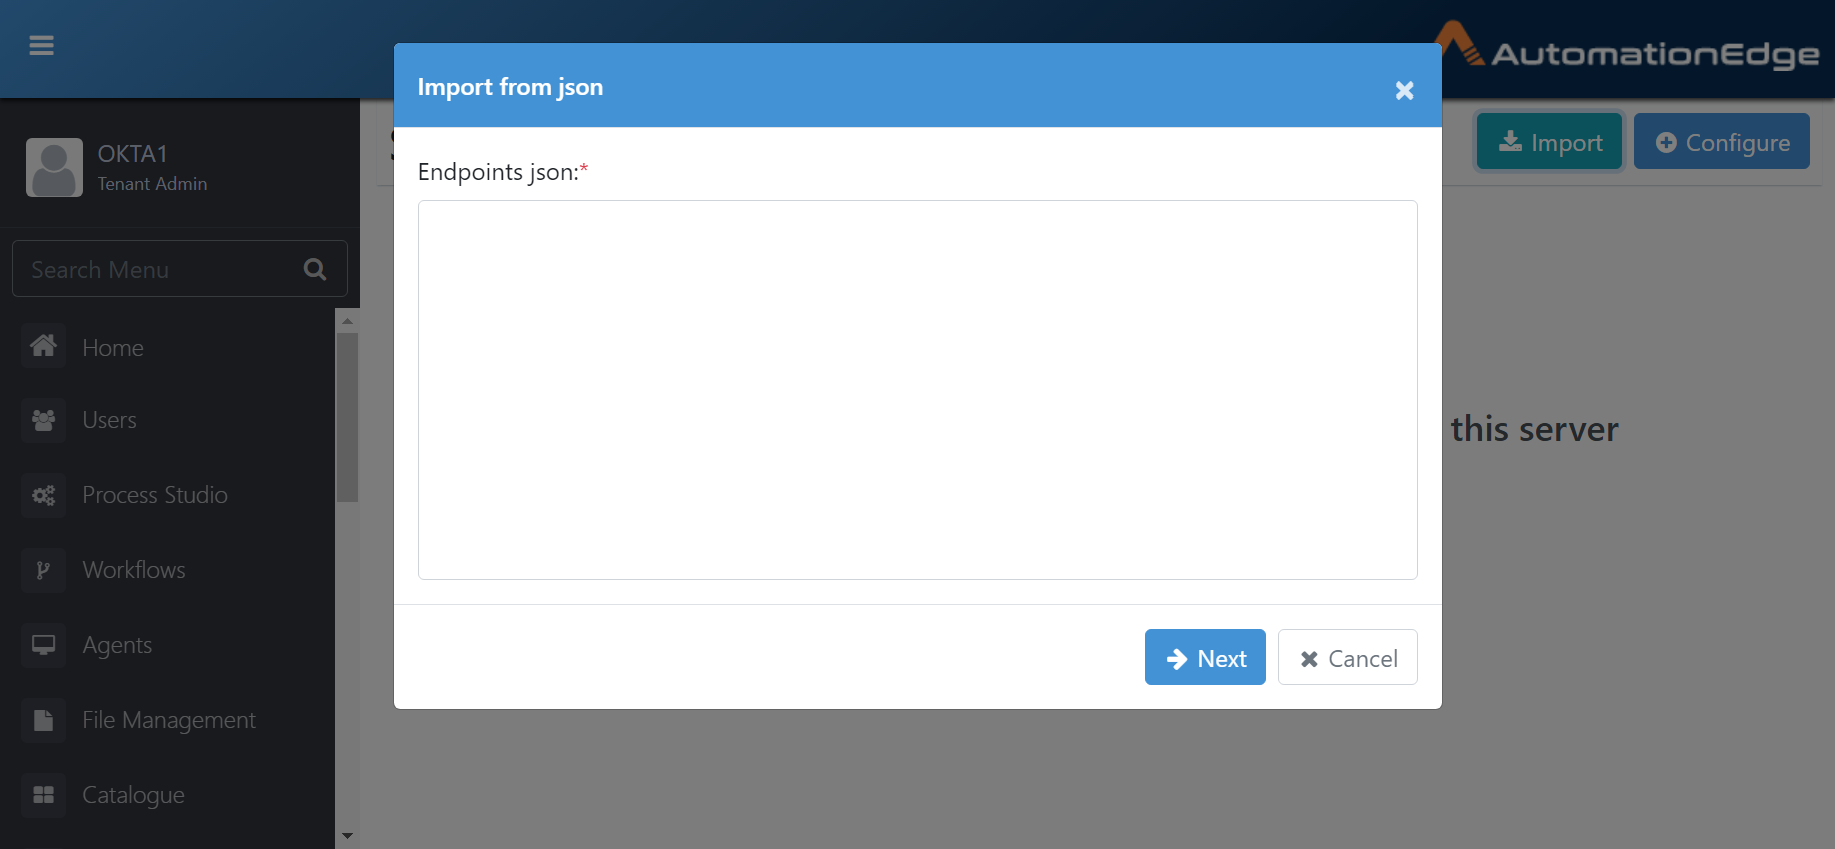 AutomationEdge
Import from json
OKTA1
Tenant Admin
Import
Configure
Endpoints json:*
Search Menu
Home
Users
this server
Process Studio
Workflows
Agents
Next
Cancel
File Management
Catalogue